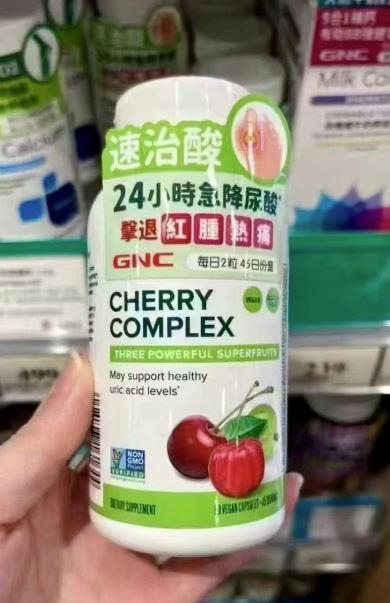 速治酸
24小時急降尿酸*
擊退紅腫熱痛
GNC
每日2粒 45日份量
CHERRY
COMPLEX
VEGAN
THREE POWERFUL SUPERFRUITS
May support healthy
uric acid levels*
NON
GMO
Project
VERIFIED
DIETARY SUPPLEMENT
VEGAN CAPSULES
GNC
Milk
Calcium